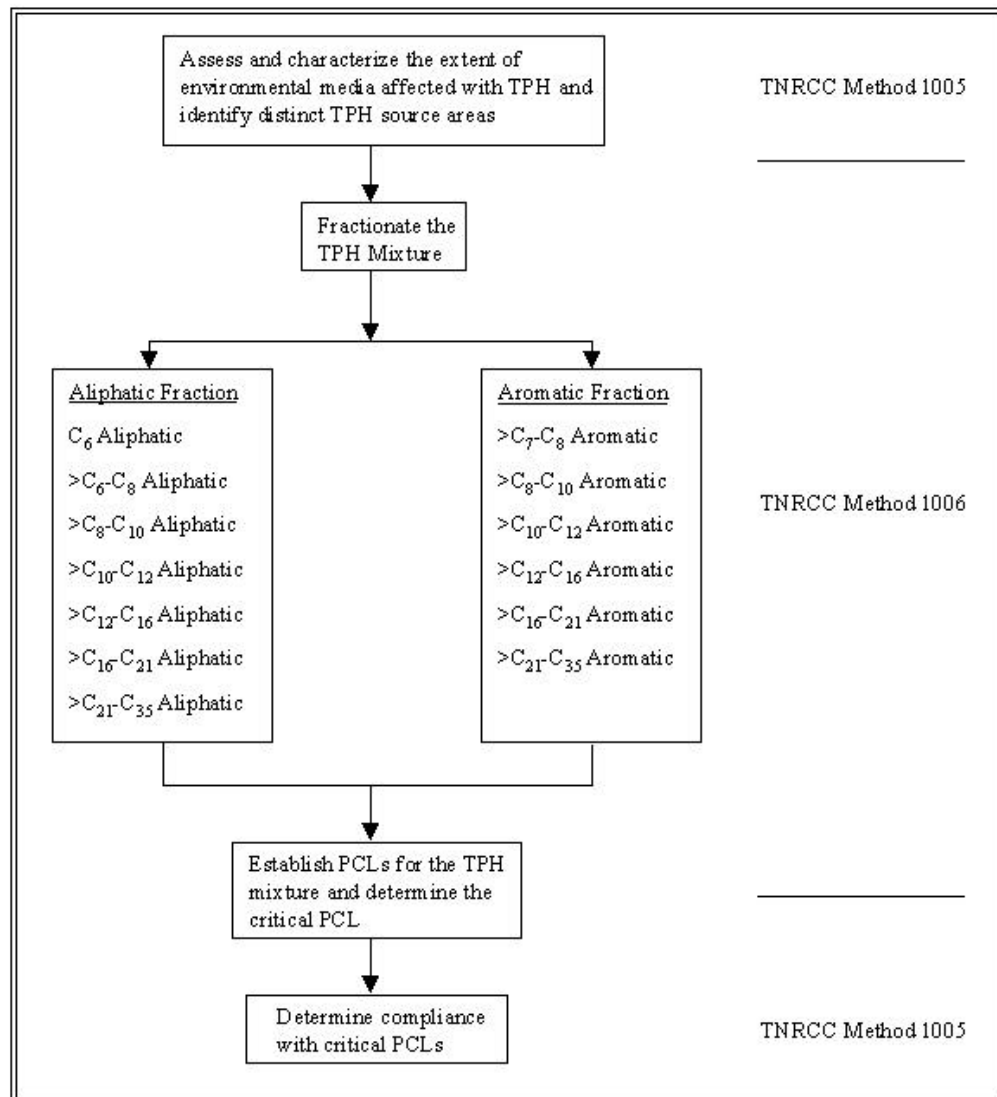 Assess and characterize the extent of
environmental media affected with TPH and
identify distinct TPH source areas
TNRCC Method 1005
Fractionate the
TPH Mixture
Aliphatic Fraction
C6 Aliphatic
>C6-C8 Aliphatic
>C8-C10 Aliphatic
>C10-C12 Aliphatic
>C12-C16 Aliphatic
>C16-C21 Aliphatic
>C21-C35 Aliphatic
Aromatic Fraction
>C7-C8 Aromatic
>C8-C10 Aromatic
>C10-C12 Aromatic
>C12-C16 Aromatic
>C16-C21 Aromatic
>C21-C35 Aromatic
TNRCC Method 1006
Establish PCLs for the TPH
mixture and determine the
critical PCL
Determine compliance
with critical PCLs
TNRCC Method 1005